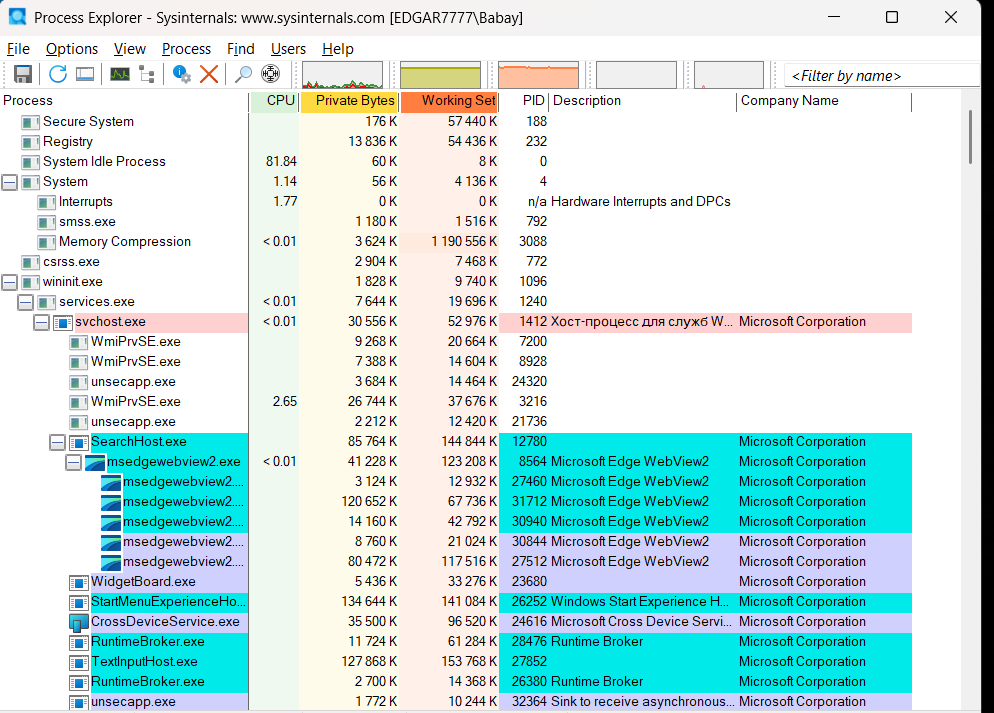 Process Explorer - Sysinternals: www.sysinternals.com [EDGAR7777\Babay]
File Options View Process Find Users Help
<Filter by name>
Process CPU Private Bytes Working Set PID Description Company Name
Secure System 176 K 57 440 K 188
Registry 13 836 K 54 436 K 232
System Idle Process 81.84 60 K 8 K 0
System 1.14 56 K 4 136 K 4
Interrupts 1.77 0 K 0 K n/a Hardware Interrupts and DPCs
smss.exe 1 180 K 1 516 K 792
Memory Compression < 0.01 3 624 K 1 190 556 K 3088
csrss.exe 2 904 K 7 468 K 772
wininit.exe 1 828 K 9 740 K 1096
services.exe < 0.01 7 644 K 19 696 K 1240
svchost.exe < 0.01 30 556 K 52 976 K 1412 Хост-процесс для служб W... Microsoft Corporation
WmiPrvSE.exe 9 268 K 20 664 K 7200
WmiPrvSE.exe 7 388 K 14 604 K 8928
unsecapp.exe 3 684 K 14 464 K 24320
WmiPrvSE.exe 2.65 26 744 K 37 676 K 3216
unsecapp.exe 2 212 K 12 420 K 21736
SearchHost.exe 85 764 K 144 844 K 12780 Microsoft Corporation
msedgewebview2.exe < 0.01 41 228 K 123 208 K 8564 Microsoft Edge WebView2 Microsoft Corporation
msedgewebview2.... 3 124 K 12 932 K 27460 Microsoft Edge WebView2 Microsoft Corporation
msedgewebview2.... 120 652 K 67 736 K 31712 Microsoft Edge WebView2 Microsoft Corporation
msedgewebview2.... 14 160 K 42 792 K 30940 Microsoft Edge WebView2 Microsoft Corporation
msedgewebview2.... 8 760 K 21 024 K 30844 Microsoft Edge WebView2 Microsoft Corporation
msedgewebview2.... 80 472 K 117 516 K 27512 Microsoft Edge WebView2 Microsoft Corporation
WidgetBoard.exe 5 436 K 33 276 K 23680 Microsoft Corporation
StartMenuExperienceHo... 134 644 K 141 084 K 26252 Windows Start Experience H... Microsoft Corporation
CrossDeviceService.exe 35 500 K 96 520 K 24616 Microsoft Cross Device Servi... Microsoft Corporation
RuntimeBroker.exe 11 724 K 61 284 K 28476 Runtime Broker Microsoft Corporation
TextInputHost.exe 127 868 K 153 768 K 27852 Microsoft Corporation
RuntimeBroker.exe 2 700 K 14 368 K 26380 Runtime Broker Microsoft Corporation
unsecapp.exe 1 772 K 10 244 K 32364 Sink to receive asynchronous... Microsoft Corporation